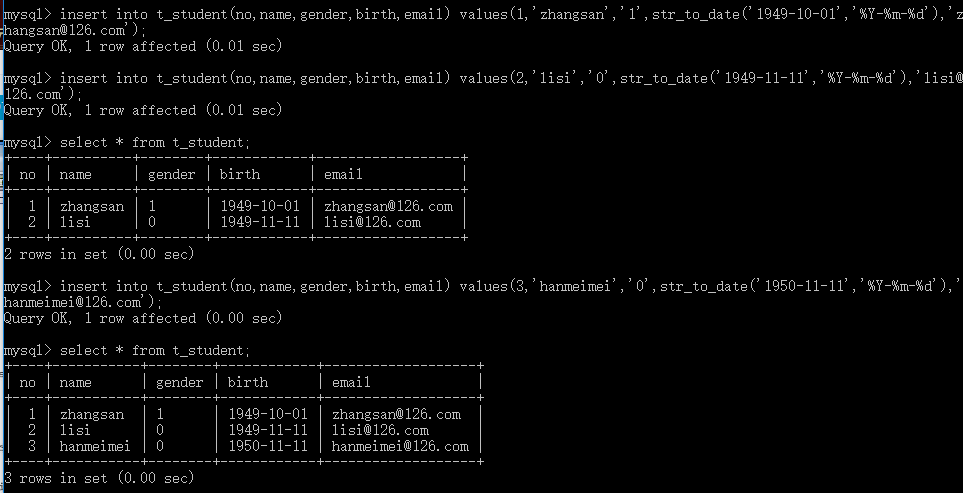 mysql> insert into t_student(no,name,gender,birth,email) values(1,'zhangsan','1',str_to_date('1949-10-01','%Y-%m-%d'),'z
hangsan@126.com');
Query OK, 1 row affected (0.01 sec)
mysql> insert into t_student(no,name,gender,birth,email) values(2,'lisi','0',str_to_date('1949-11-11','%Y-%m-%d'),'lisi@
126.com');
Query OK, 1 row affected (0.01 sec)
mysql> select * from t_student;
+----+----------+--------+------------+------------------+
| no | name     | gender | birth      | email            |
+----+----------+--------+------------+------------------+
|  1 | zhangsan | 1      | 1949-10-01 | zhangsan@126.com |
|  2 | lisi     | 0      | 1949-11-11 | lisi@126.com     |
+----+----------+--------+------------+------------------+
2 rows in set (0.00 sec)
mysql> insert into t_student(no,name,gender,birth,email) values(3,'hanmeimei','0',str_to_date('1950-11-11','%Y-%m-%d'),'
hanmeimei@126.com');
Query OK, 1 row affected (0.00 sec)
mysql> select * from t_student;
+----+-----------+--------+------------+-------------------+
| no | name      | gender | birth      | email             |
+----+-----------+--------+------------+-------------------+
|  1 | zhangsan  | 1      | 1949-10-01 | zhangsan@126.com  |
|  2 | lisi      | 0      | 1949-11-11 | lisi@126.com      |
|  3 | hanmeimei | 0      | 1950-11-11 | hanmeimei@126.com |
+----+-----------+--------+------------+-------------------+
3 rows in set (0.00 sec)